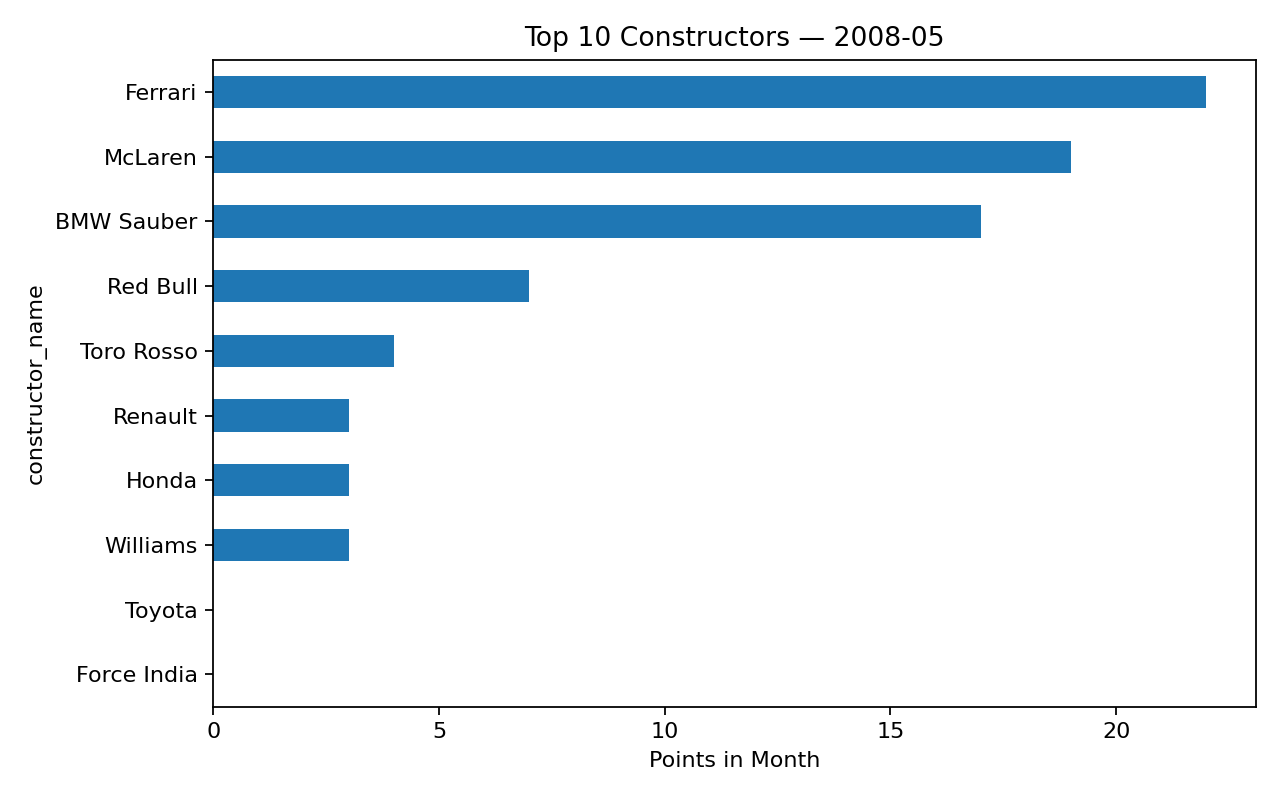 Top 10 Constructors — 2008-05
constructor_name
Ferrari
McLaren
BMW Sauber
Red Bull
Toro Rosso
Renault
Honda
Williams
Toyota
Force India
0 5 10 15 20
Points in Month